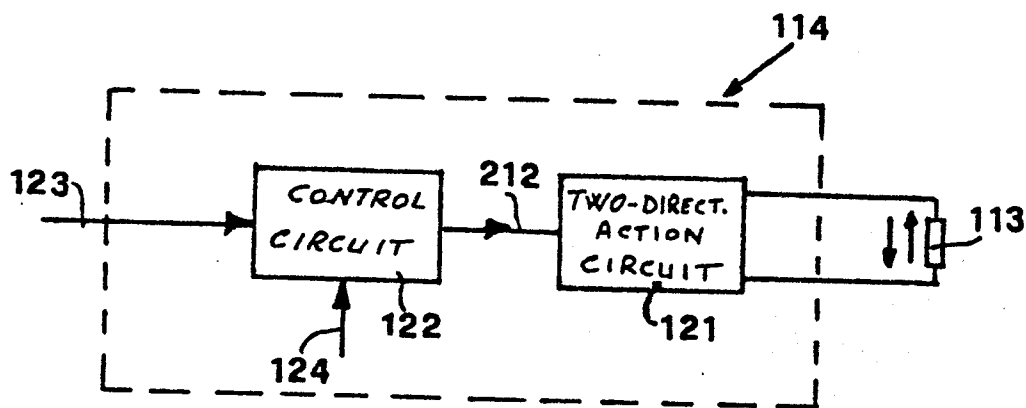 114
123
CONTROL
CIRCUIT
212
TWO-DIRECT.
ACTION
CIRCUIT
113
122
121
124